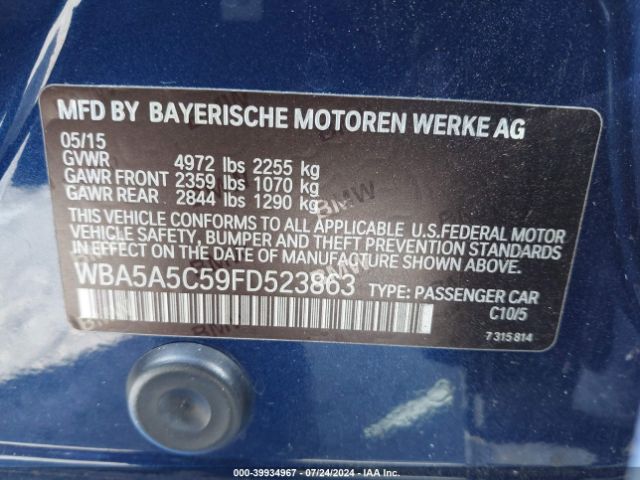 MFD BY BAYERISCHE MOTOREN WERKE AG
05/15
GVWR 4972 lbs 2255 kg
GAWR FRONT 2359 lbs 1070 kg
GAWR REAR 2844 lbs 1290 kg
THIS VEHICLE CONFORMS TO ALL APPLICABLE U.S.FEDERAL MOTOR
VEHICLE SAFETY, BUMPER AND THEFT PREVENTION STANDARDS
IN EFFECT ON THE DATE OF MANUFACTURE SHOWN ABOVE.
WBA5A5C59FD523863 TYPE: PASSENGER CAR
C10/5
7315814
000-39934967 - 07/24/2024 - IAA Inc.